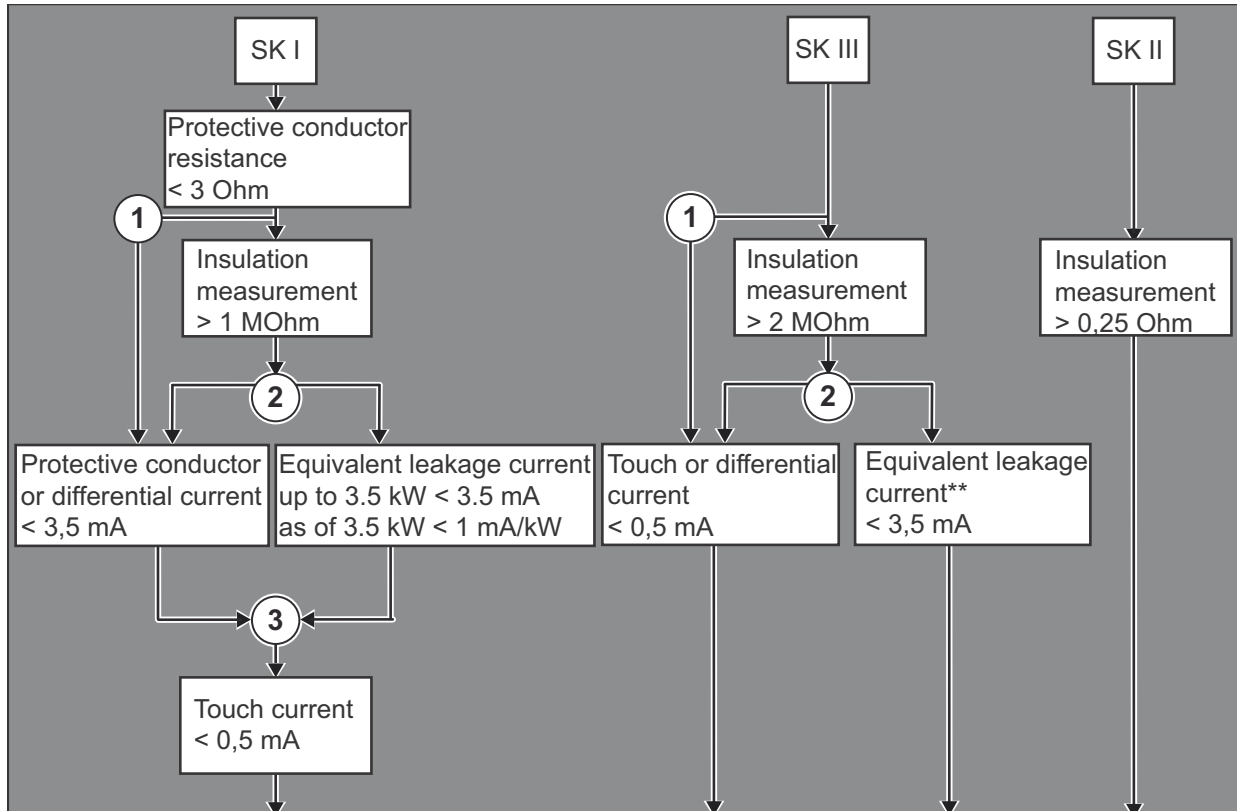 SK I
Protective conductor
resistance
< 3 Ohm
1
Insulation
measurement
> 1 MOhm
2
Protective conductor
or differential current
< 3,5 mA
Equivalent leakage current
up to 3.5 kW < 3.5 mA
as of 3.5 kW < 1 mA/kW
3
Touch current
< 0,5 mA
SK III
1
Insulation
measurement
> 2 MOhm
2
Touch or differential
current
< 0,5 mA
Equivalent leakage
current**
< 3,5 mA
SK II
Insulation
measurement
> 0,25 Ohm